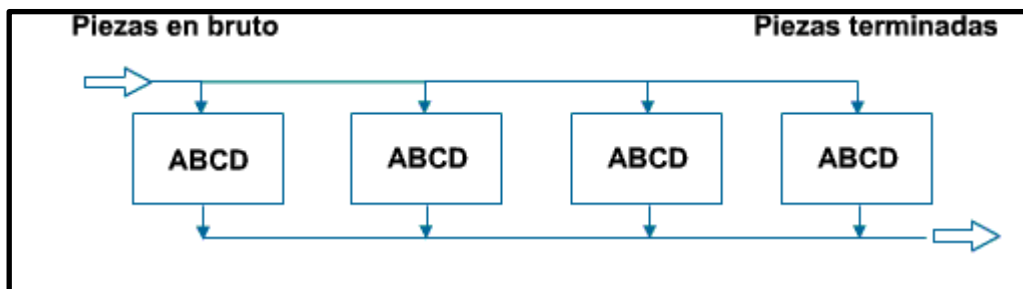 Piezas en bruto
Piezas terminadas
ABCD
ABCD
ABCD
ABCD